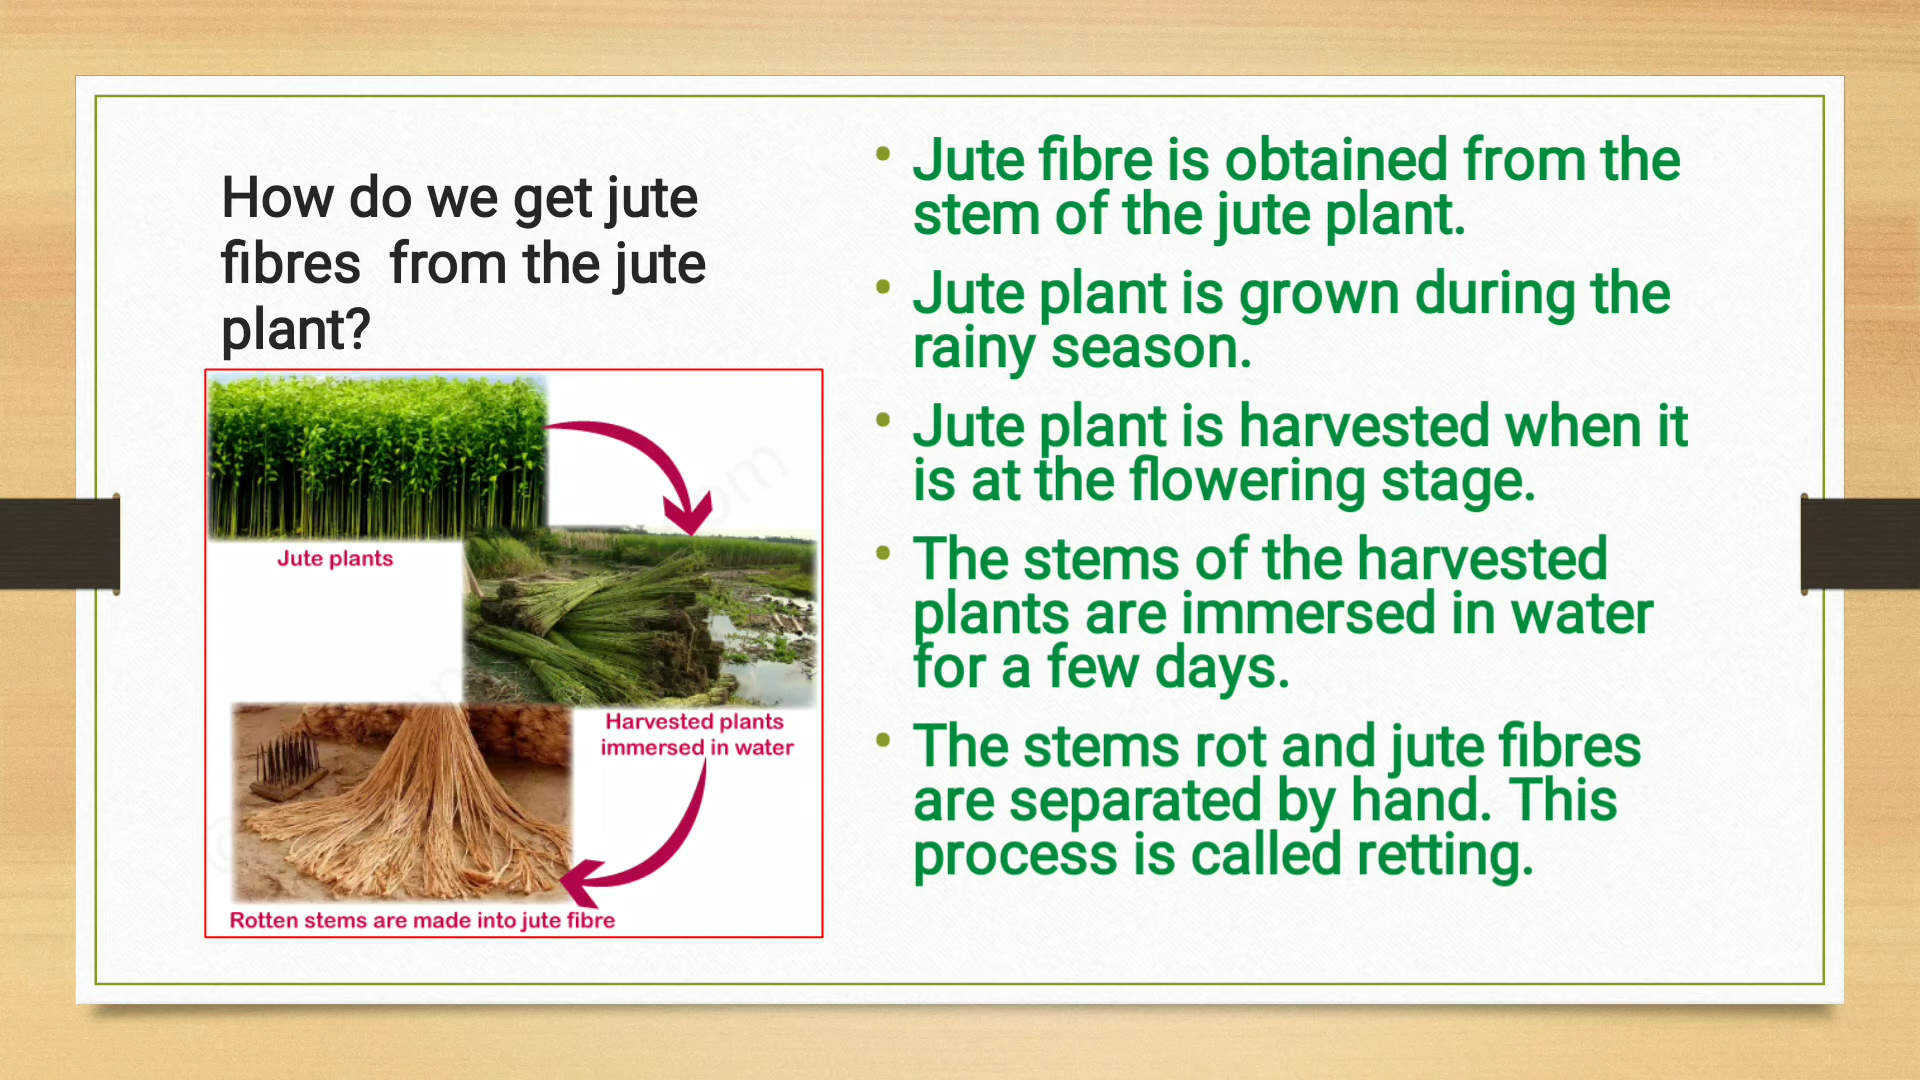 How do we get jute
fibres from the jute
plant?
Jute plants
Harvested plants
immersed in water
Rotten stems are made into jute fibre
• Jute fibre is obtained from the
stem of the jute plant.
• Jute plant is grown during the
rainy season.
• Jute plant is harvested when it
is at the flowering stage.
• The stems of the harvested
plants are immersed in water
for a few days.
• The stems rot and jute fibres
are separated by hand. This
process is called retting.